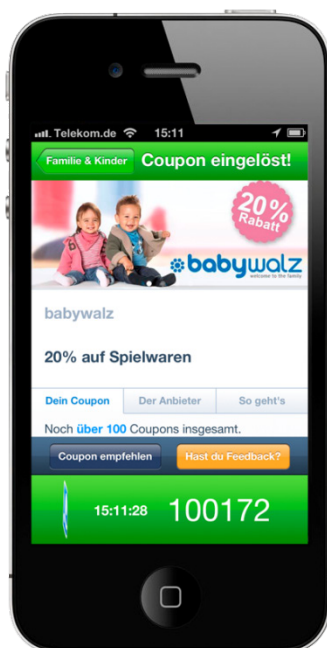 Telekom.de 15:11
Familie & Kinder Coupon eingelöst!
20%
Rabatt
babywalz
welcome to the family
babywalz
20% auf Spielwaren
Dein Coupon Der Anbieter So geht's
Noch über 100 Coupons insgesamt.
Coupon empfehlen Hast du Feedback?
15:11:28 100172